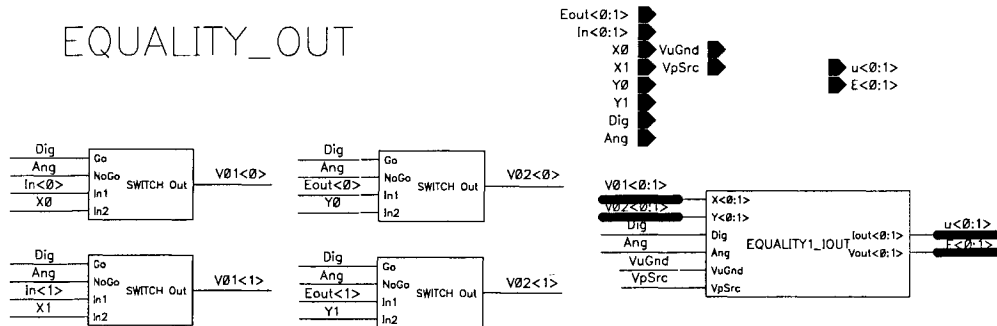 EQUALITY_OUT
Eout<0:1>
In<0:1>
X0 VuGnd
X1 VpSrc u<0:1>
Y0 E<0:1>
Y1
Dig
Ang
Dig Go
Ang NoGo
In<0> In1 SWITCH Out V01<0>
X0 In2
Dig Go
Ang NoGo
Eout<0> In1 SWITCH Out V02<0>
Y0 In2
Dig Go
Ang NoGo
in<1> In1 SWITCH Out V01<1>
X1 In2
Dig Go
Ang NoGo
Eout<1> In1 SWITCH Out V02<1>
Y1 In2
V01<0:1> X<0:1>
V02<0:1> Y<0:1>
Dig Dig Iout<0:1> u<0:1>
Ang Ang EQUALITY1_IOUT Vout<0:1> E<0:1>
VuGnd VuGnd
VpSrc VpSrc